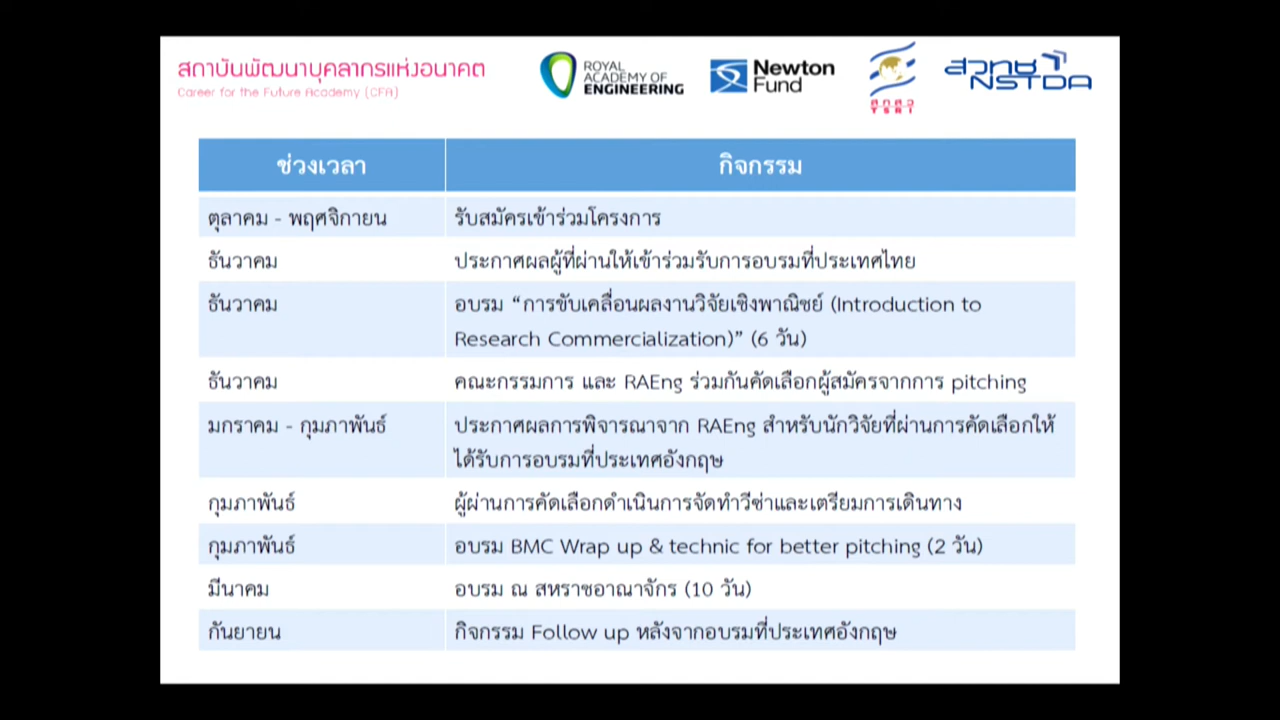 สถาบันพัฒนาบุคลากรแห่งอนาคต
Career for the Future Academy (CFA)
ROYAL
ACADEMY OF
ENGINEERING
Newton
Fund
สกสว
TSRI
สวทช
NSTDA
ช่วงเวลา กิจกรรม
ตุลาคม - พฤศจิกายน รับสมัครเข้าร่วมโครงการ
ธันวาคม ประกาศผลผู้ที่ผ่านให้เข้าร่วมรับการอบรมที่ประเทศไทย
ธันวาคม อบรม “การขับเคลื่อนผลงานวิจัยเชิงพาณิชย์ (Introduction to
Research Commercialization)” (6 วัน)
ธันวาคม คณะกรรมการ และ RAEng ร่วมกันคัดเลือกผู้สมัครจากการ pitching
มกราคม - กุมภาพันธ์ ประกาศผลการพิจารณาจาก RAEng สำหรับนักวิจัยที่ผ่านการคัดเลือกให้
ได้รับการอบรมที่ประเทศอังกฤษ
กุมภาพันธ์ ผู้ผ่านการคัดเลือกดำเนินการจัดทำวีซ่าและเตรียมการเดินทาง
กุมภาพันธ์ อบรม BMC Wrap up & technic for better pitching (2 วัน)
มีนาคม อบรม ณ สหราชอาณาจักร (10 วัน)
กันยายน กิจกรรม Follow up หลังจากอบรมที่ประเทศอังกฤษ